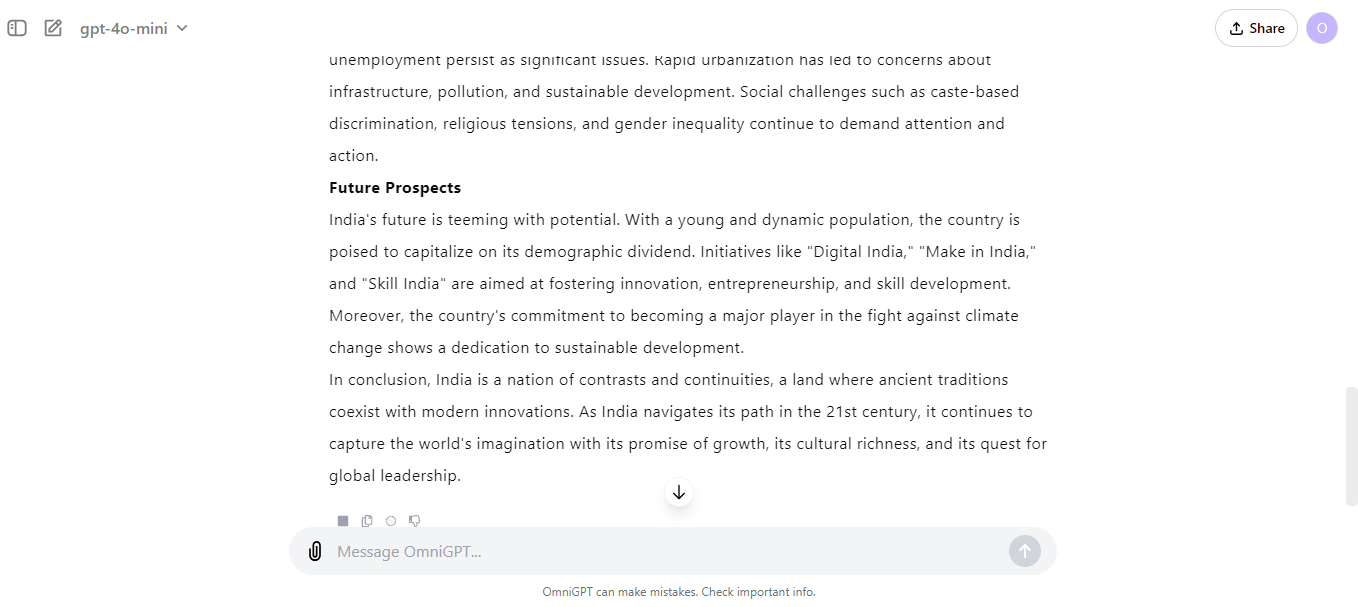 gpt-4o-mini
Share
O
unemployment persist as significant issues. Rapid urbanization has led to concerns about
infrastructure, pollution, and sustainable development. Social challenges such as caste-based
discrimination, religious tensions, and gender inequality continue to demand attention and
action.
Future Prospects
India's future is teeming with potential. With a young and dynamic population, the country is
poised to capitalize on its demographic dividend. Initiatives like "Digital India," "Make in India,"
and "Skill India" are aimed at fostering innovation, entrepreneurship, and skill development.
Moreover, the country's commitment to becoming a major player in the fight against climate
change shows a dedication to sustainable development.
In conclusion, India is a nation of contrasts and continuities, a land where ancient traditions
coexist with modern innovations. As India navigates its path in the 21st century, it continues to
capture the world's imagination with its promise of growth, its cultural richness, and its quest for
global leadership.
Message OmniGPT...
OmniGPT can make mistakes. Check important info.